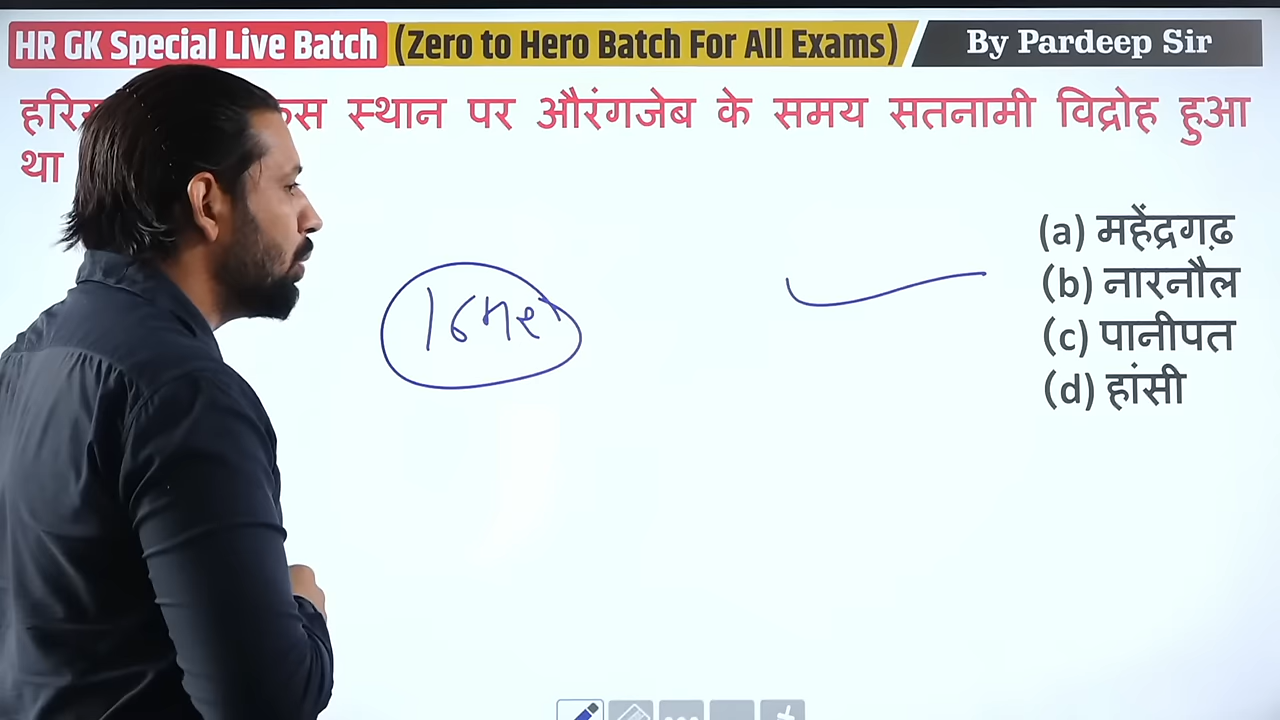 HR GK Special Live Batch (Zero to Hero Batch For All Exams) By Pardeep Sir
स्थान पर औरंगजेब के समय सतनामी विद्रोह हुआ
था
(a) महेंद्रगढ़
(b) नारनौल
(c) पानीपत
(d) हांसी